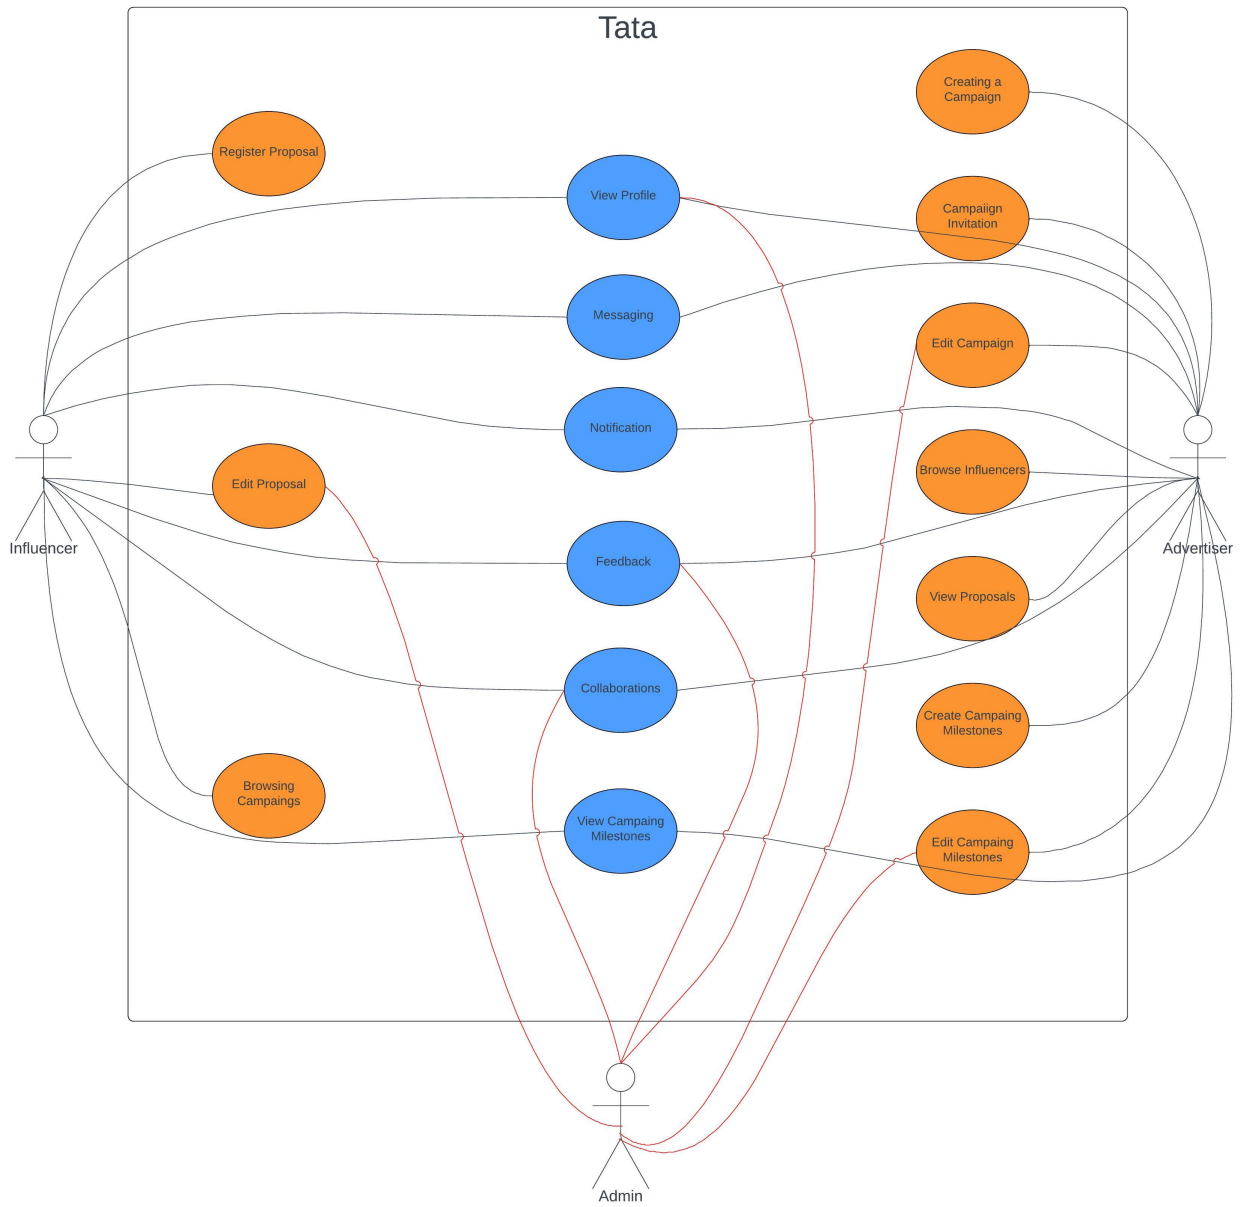 Tata
Creating a
Campaign
Register Proposal
View Profile
Campaiign
Invitation
Messaging
Edit Campaign
Notification
Browse Influencers
Edit Proposal
Influencer
Advertiser
Feedback
View Proposals
Collaborations
Create Campaing
Milestones
Browsing
Campaings
View Campaing
Milestones
Edit Campaing
Milestones
Admin